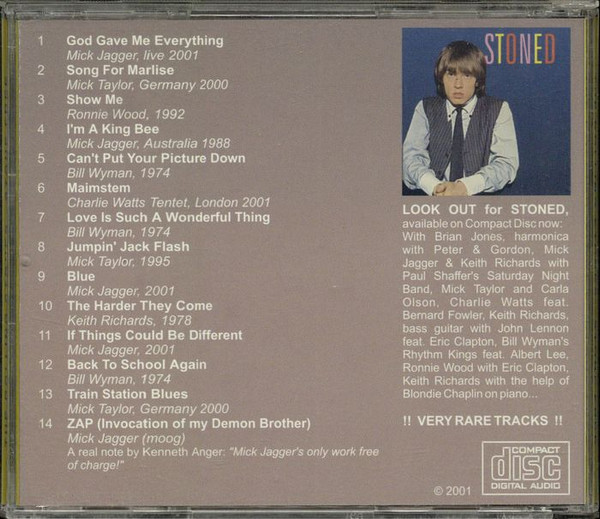 1 God Gave Me Everything
Mick Jagger, live 2001
2 Song For Marlise
Mick Taylor, Germany 2000
3 Show Me
Ronnie Wood, 1992
4 I'm A King Bee
Mick Jagger, Australia 1988
5 Can't Put Your Picture Down
Bill Wyman, 1974
6 Maimstem
Charlie Watts Tentet, London 2001
7 Love Is Such A Wonderful Thing
Bill Wyman, 1974
8 Jumpin' Jack Flash
Mick Taylor, 1995
9 Blue
Mick Jagger, 2001
10 The Harder They Come
Keith Richards, 1978
11 If Things Could Be Different
Mick Jagger, 2001
12 Back To School Again
Bill Wyman, 1974
13 Train Station Blues
Mick Taylor, Germany 2000
14 ZAP (Invocation of my Demon Brother)
Mick Jagger (moog)
A real note by Kenneth Anger: "Mick Jagger's only work free
of charge!"
STONED
LOOK OUT for STONED,
available on Compact Disc now:
With Brian Jones, harmonica
with Peter & Gordon, Mick
Jagger & Keith Richards with
Paul Shaffer's Saturday Night
Band, Mick Taylor and Carla
Olson, Charlie Watts feat.
Bernard Fowler, Keith Richards,
bass guitar with John Lennon
feat. Eric Clapton, Bill Wyman's
Rhythm Kings feat. Albert Lee,
Ronnie Wood with Eric Clapton,
Keith Richards with the help of
Blondie Chaplin on piano...
!! VERY RARE TRACKS !!
© 2001
COMPACT
disc
DIGITAL AUDIO